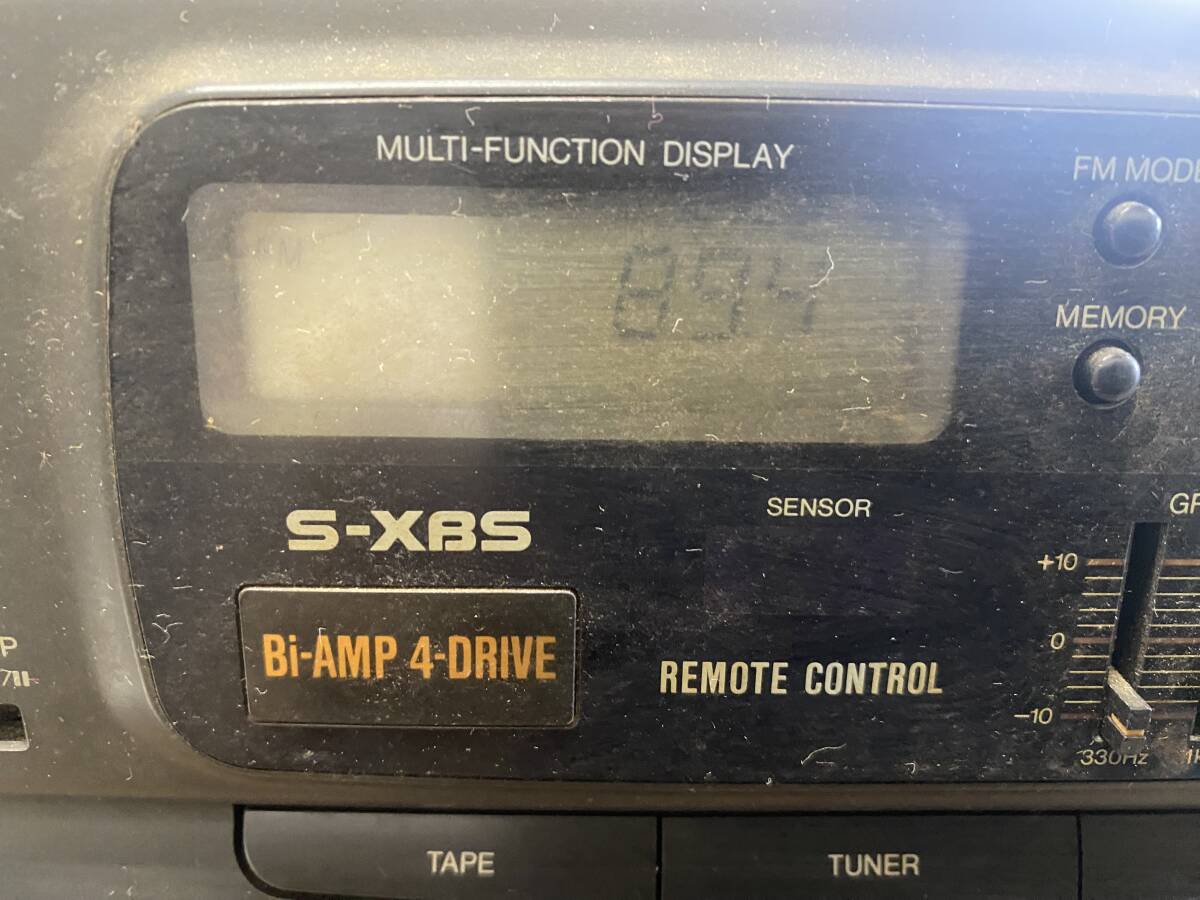 MULTI-FUNCTION DISPLAY
FM MODE
894
MEMORY
S-XBS
SENSOR
+10
0
-10
330Hz
Bi-AMP 4-DRIVE
REMOTE CONTROL
P
TAPE
TUNER